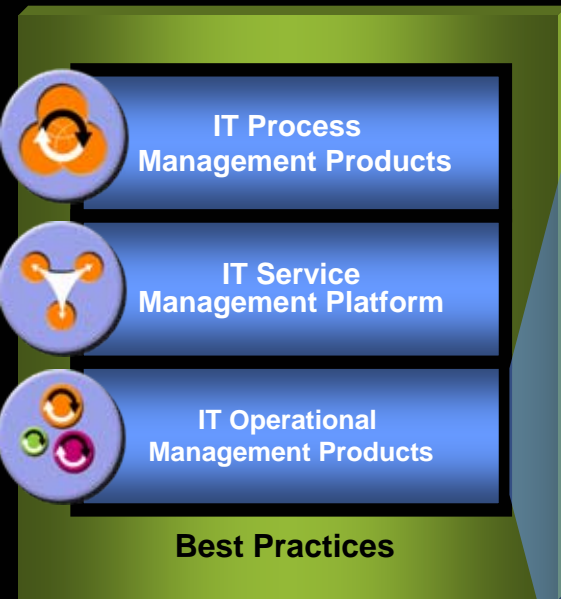 IT Process
Management Products
IT Service
Management Platform
IT Operational
Management Products
Best Practices